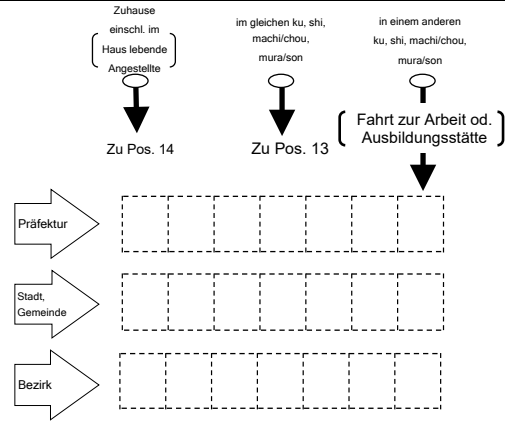 Zuhause
einschl. im
Haus lebende
Angestellte
im gleichen ku, shi,
machi/chou,
mura/son
in einem anderen
ku, shi, machi/chou,
mura/son
Zu Pos. 14
Zu Pos. 13
Fahrt zur Arbeit od.
Ausbildungsstätte
Präfektur
Stadt,
Gemeinde
Bezirk